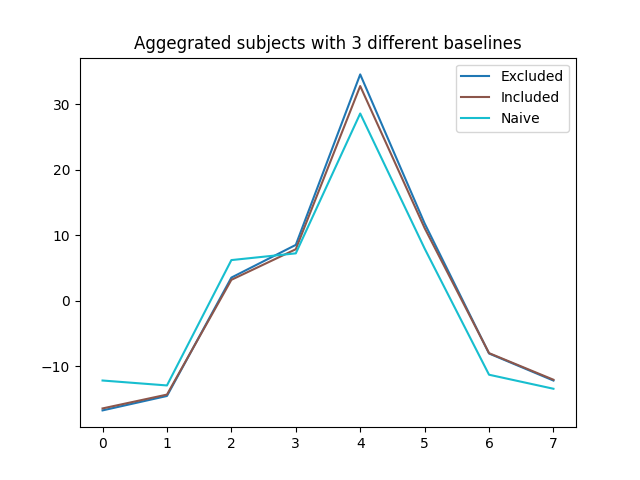 Aggegrated subjects with 3 different baselines
Excluded
Included
Naive
30
20
10
0
−10
0 1 2 3 4 5 6 7